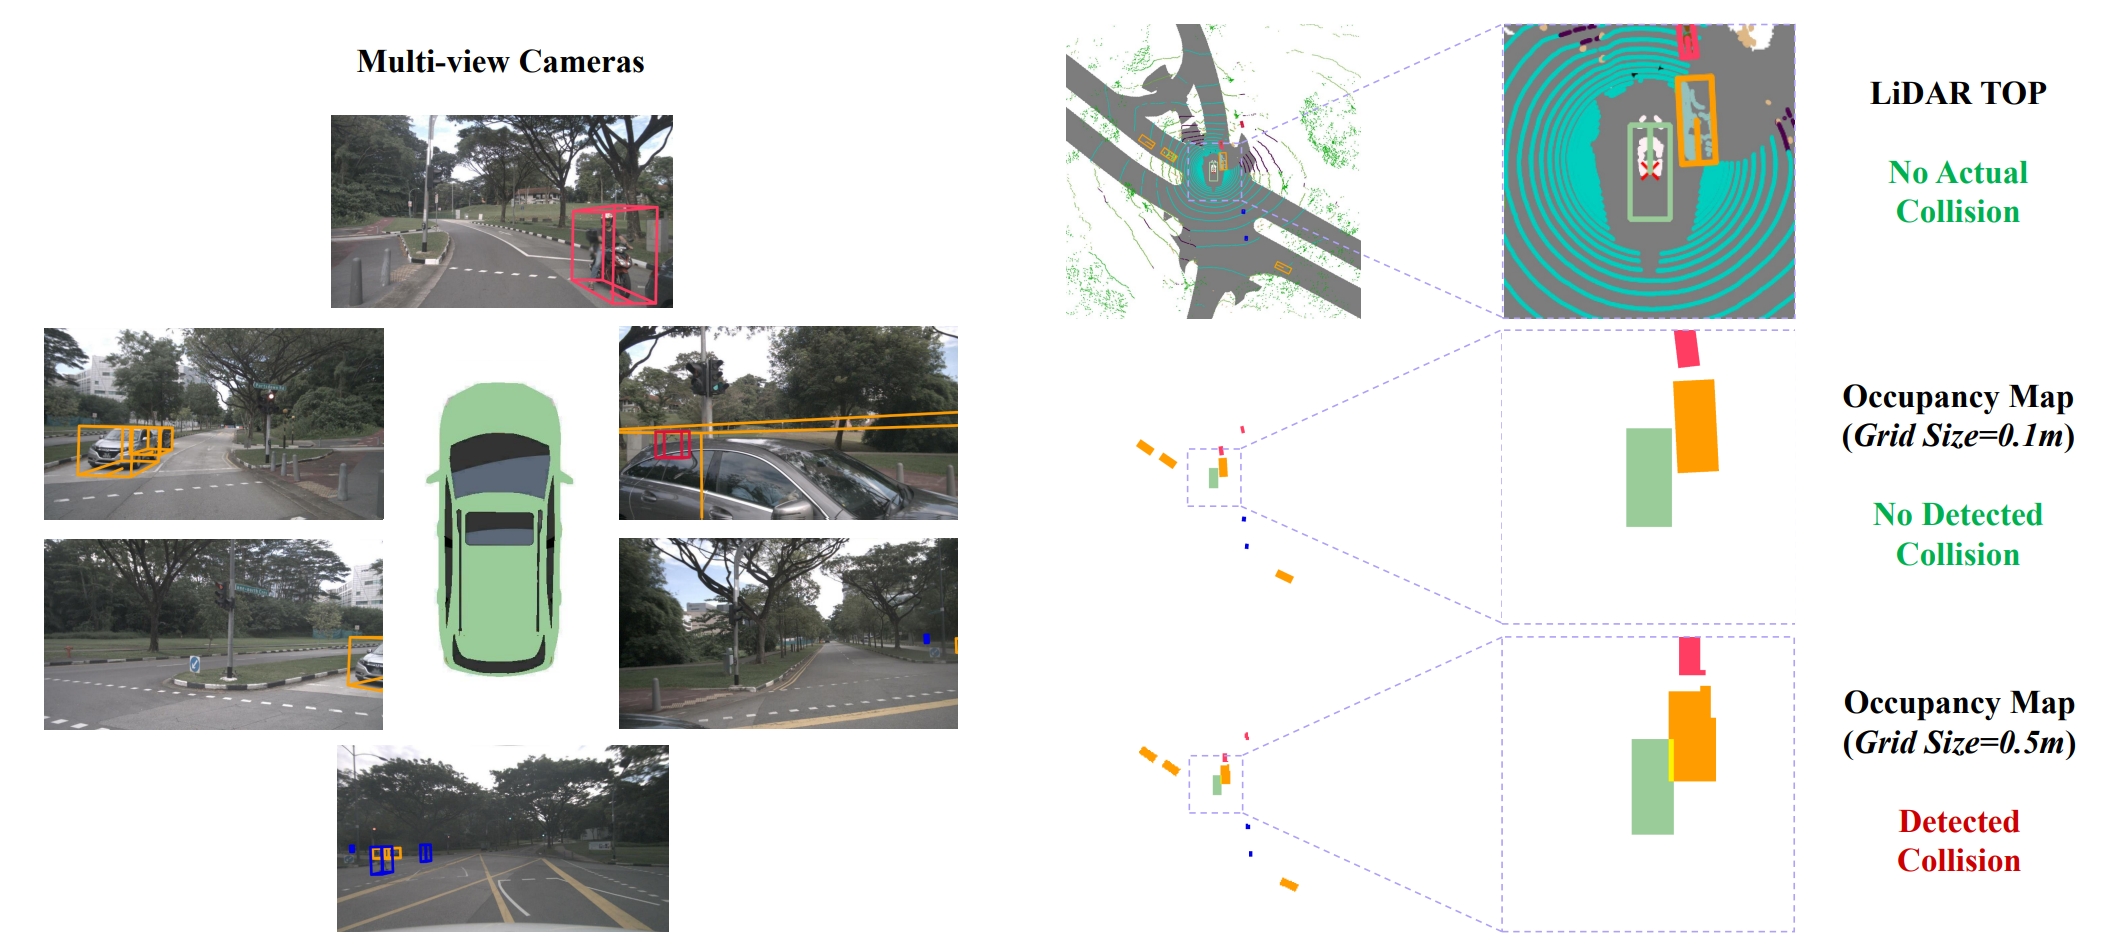 Multi-view Cameras
LiDAR TOP
No Actual
Collision
Occupancy Map
(Grid Size=0.1m)
No Detected
Collision
Occupancy Map
(Grid Size=0.5m)
Detected
Collision